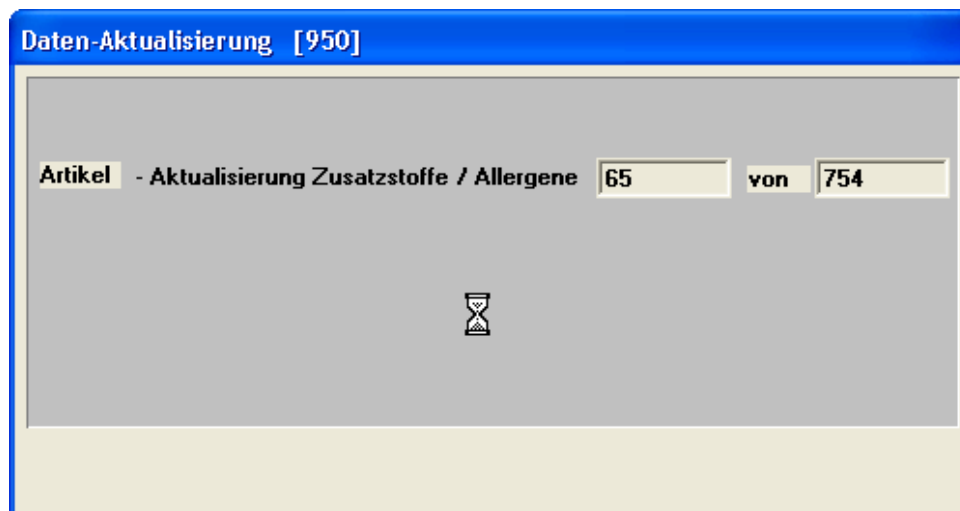 Daten-Aktualisierung [950]
Artikel - Aktualisierung Zusatzstoffe / Allergene 65 von 754